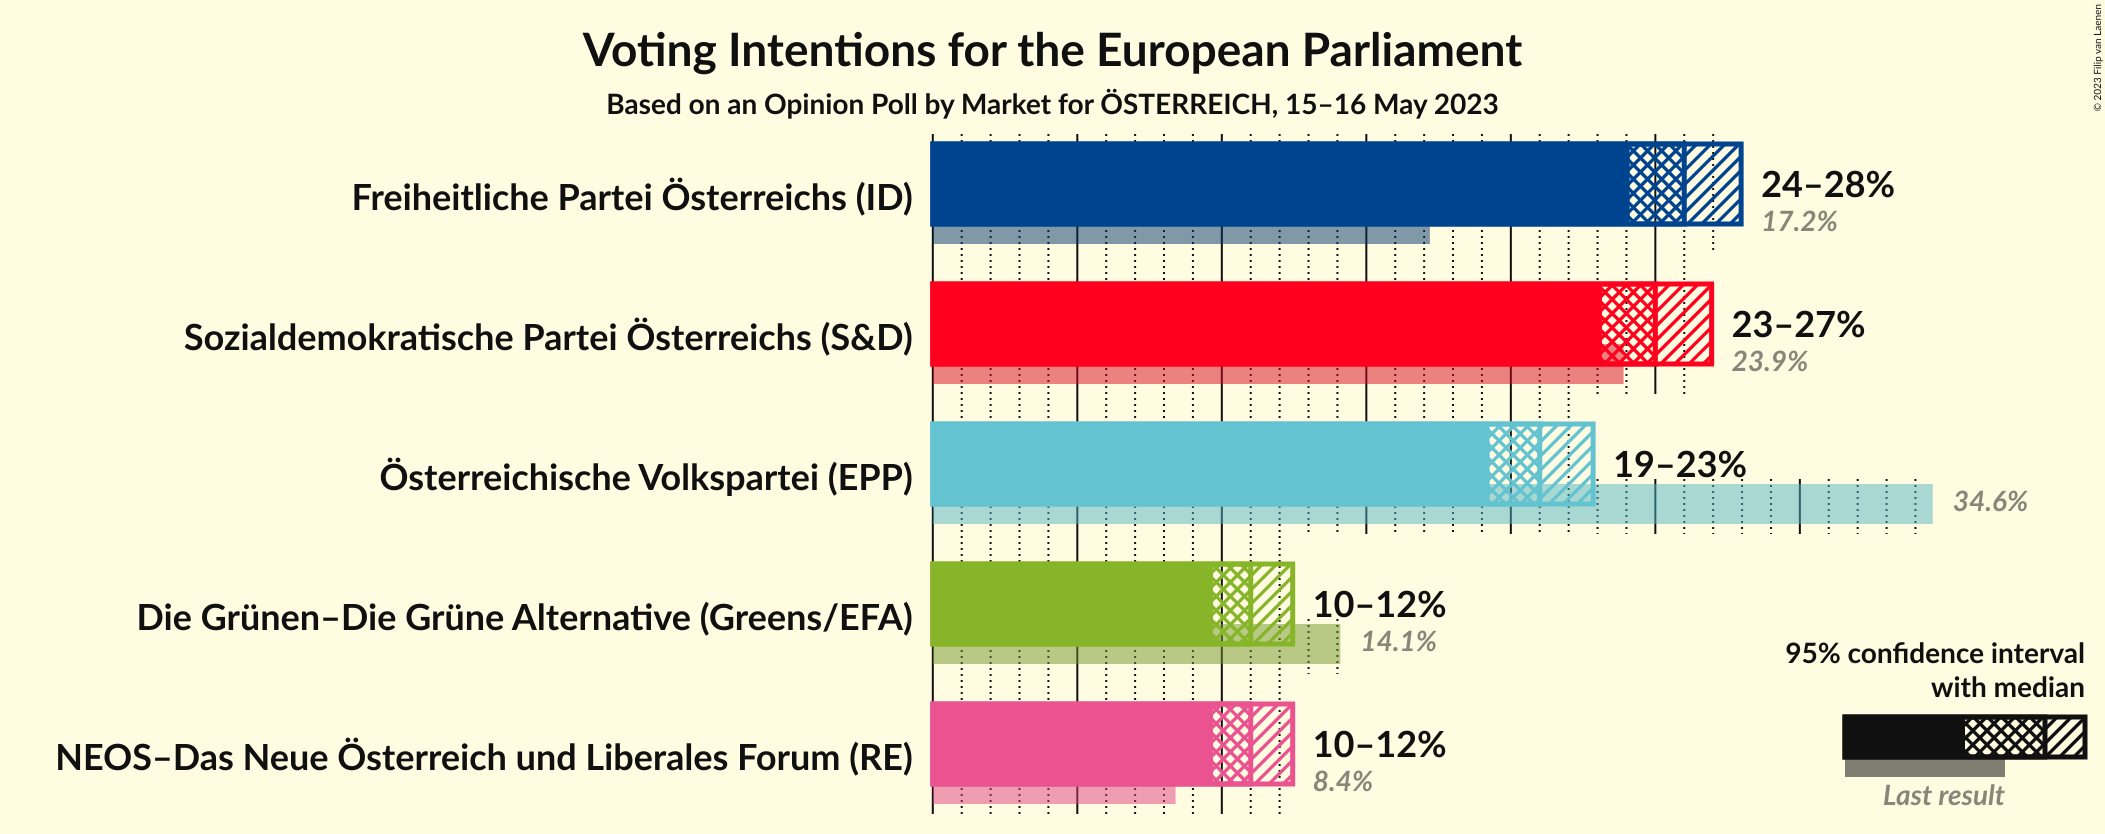 Voting Intentions for the European Parliament
Based on an Opinion Poll by Market for ÖSTERREICH, 15–16 May 2023
© 2023 Filip van Laenen
Freiheitliche Partei Österreichs (ID)
24–28%
17.2%
Sozialdemokratische Partei Österreichs (S&D)
23–27%
23.9%
Österreichische Volkspartei (EPP)
19–23%
34.6%
Die Grünen–Die Grüne Alternative (Greens/EFA)
10–12%
14.1%
NEOS–Das Neue Österreich und Liberales Forum (RE)
10–12%
8.4%
95% confidence interval
with median
Last result